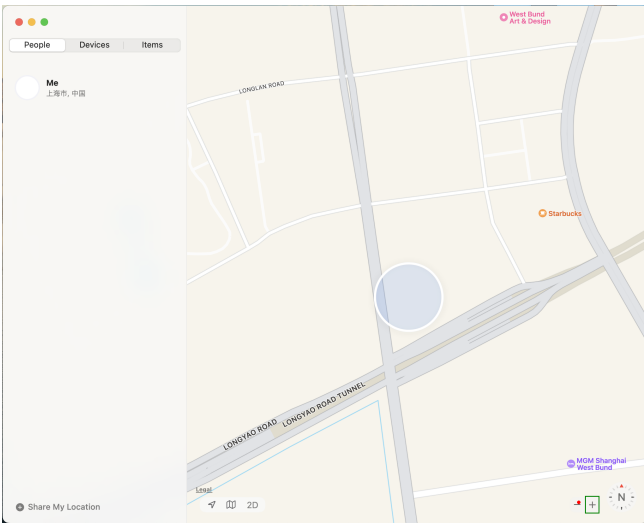 People
Devices
Items
Me
上海市, 中国
Share My Location
West Bund
Art & Design
LONGLAN ROAD
Starbucks
LONGYAO ROAD
LONGYAO ROAD TUNNEL
MGM Shanghai
West Bund
Legal
2D
N